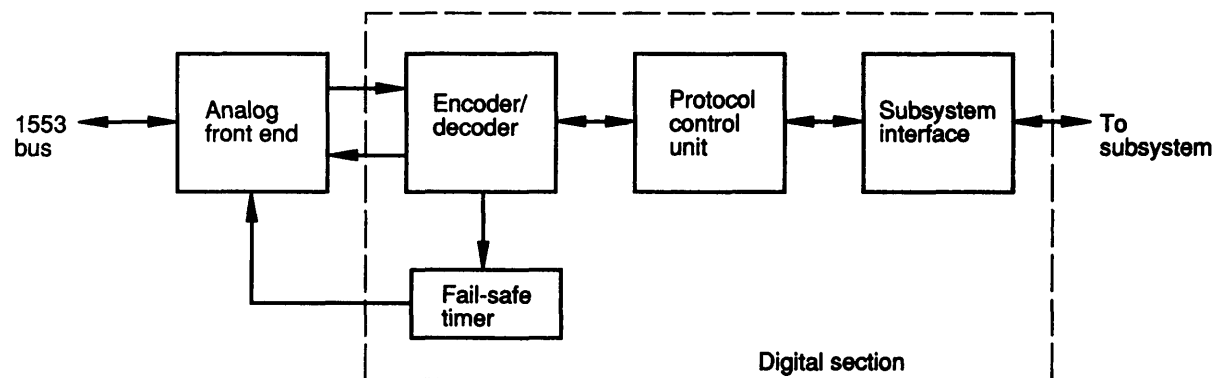 1553
bus
Analog
front end
Encoder/
decoder
Protocol
control
unit
Subsystem
interface
To
subsystem
Fail-safe
timer
Digital section